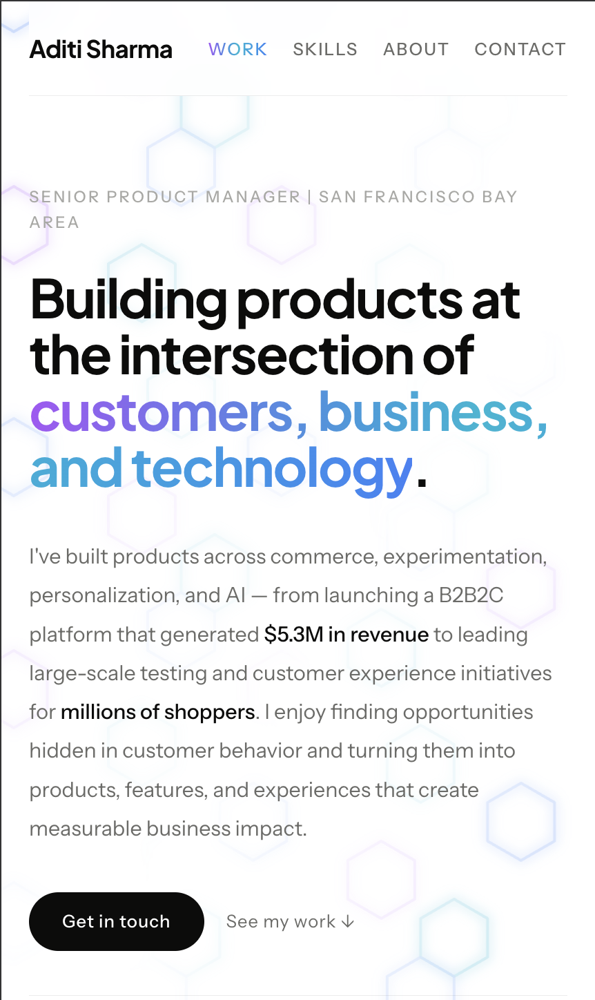 Aditi Sharma WORK SKILLS ABOUT CONTACT
SENIOR PRODUCT MANAGER | SAN FRANCISCO BAY
AREA
Building products at
the intersection of
customers, business,
and technology.
I've built products across commerce, experimentation,
personalization, and AI — from launching a B2B2C
platform that generated $5.3M in revenue to leading
large-scale testing and customer experience initiatives
for millions of shoppers. I enjoy finding opportunities
hidden in customer behavior and turning them into
products, features, and experiences that create
measurable business impact.
Get in touch See my work ↓